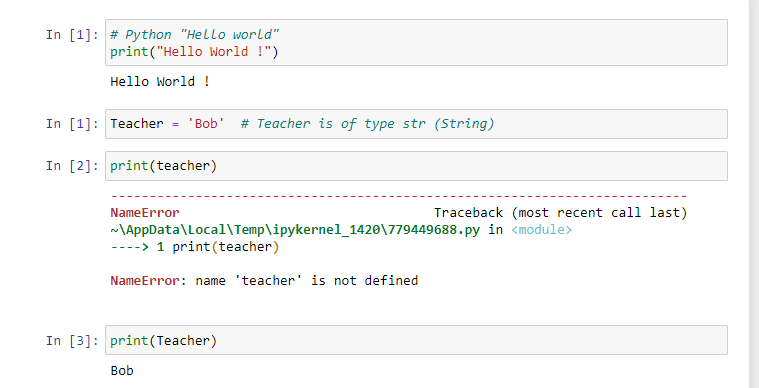 In [1]: # Python "Hello world"
print("Hello World !")
Hello World !
In [1]: Teacher = 'Bob'  # Teacher is of type str (String)
In [2]: print(teacher)
---------------------------------------------------------------------------
NameError                                 Traceback (most recent call last)
~\AppData\Local\Temp\ipykernel_1420\779449688.py in <module>
----> 1 print(teacher)
NameError: name 'teacher' is not defined
In [3]: print(Teacher)
Bob